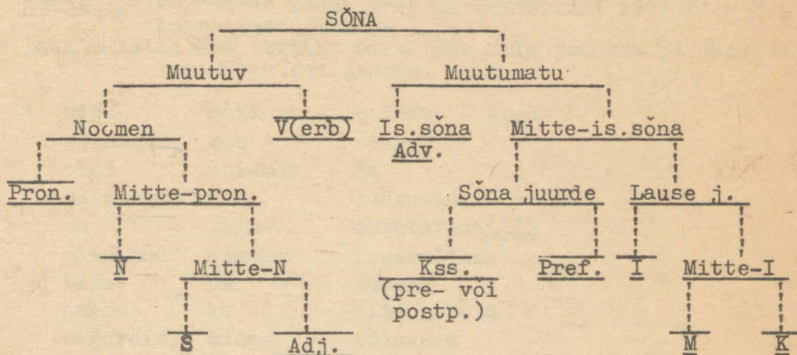 SÕNA
Muutuv Muutumatu
Noomen V(erb) Is.sõna Mitte-is.sõna
Adv.
Pron. Mitte-pron. Sõna juurde Lause j.
N Mitte-N Kss. Pref. I Mitte-I
(pre- või
postp.)
S Adj. M K